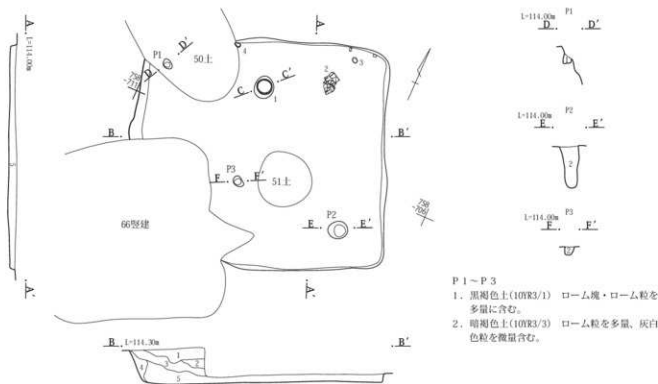 A
L=114.00m
A'
A
A'
P1
D
D'
50土
4
3
2
C
C'
1
758
-711
B
B'
P3
F
F'
51土
66竪建
P2
E
E'
758
-706
B
L=114.30m
B'
1
2
3
4
5
P1
L=114.00m
D
D'
P2
L=114.00m
E
E'
2
P3
L=114.00m
F
F'
P1~P3
1. 黒褐色土(10YR3/1) ローム塊・ローム粒を
多量に含む。
2. 暗褐色土(10YR3/3) ローム粒を多量、灰白
色粒を微量含む。